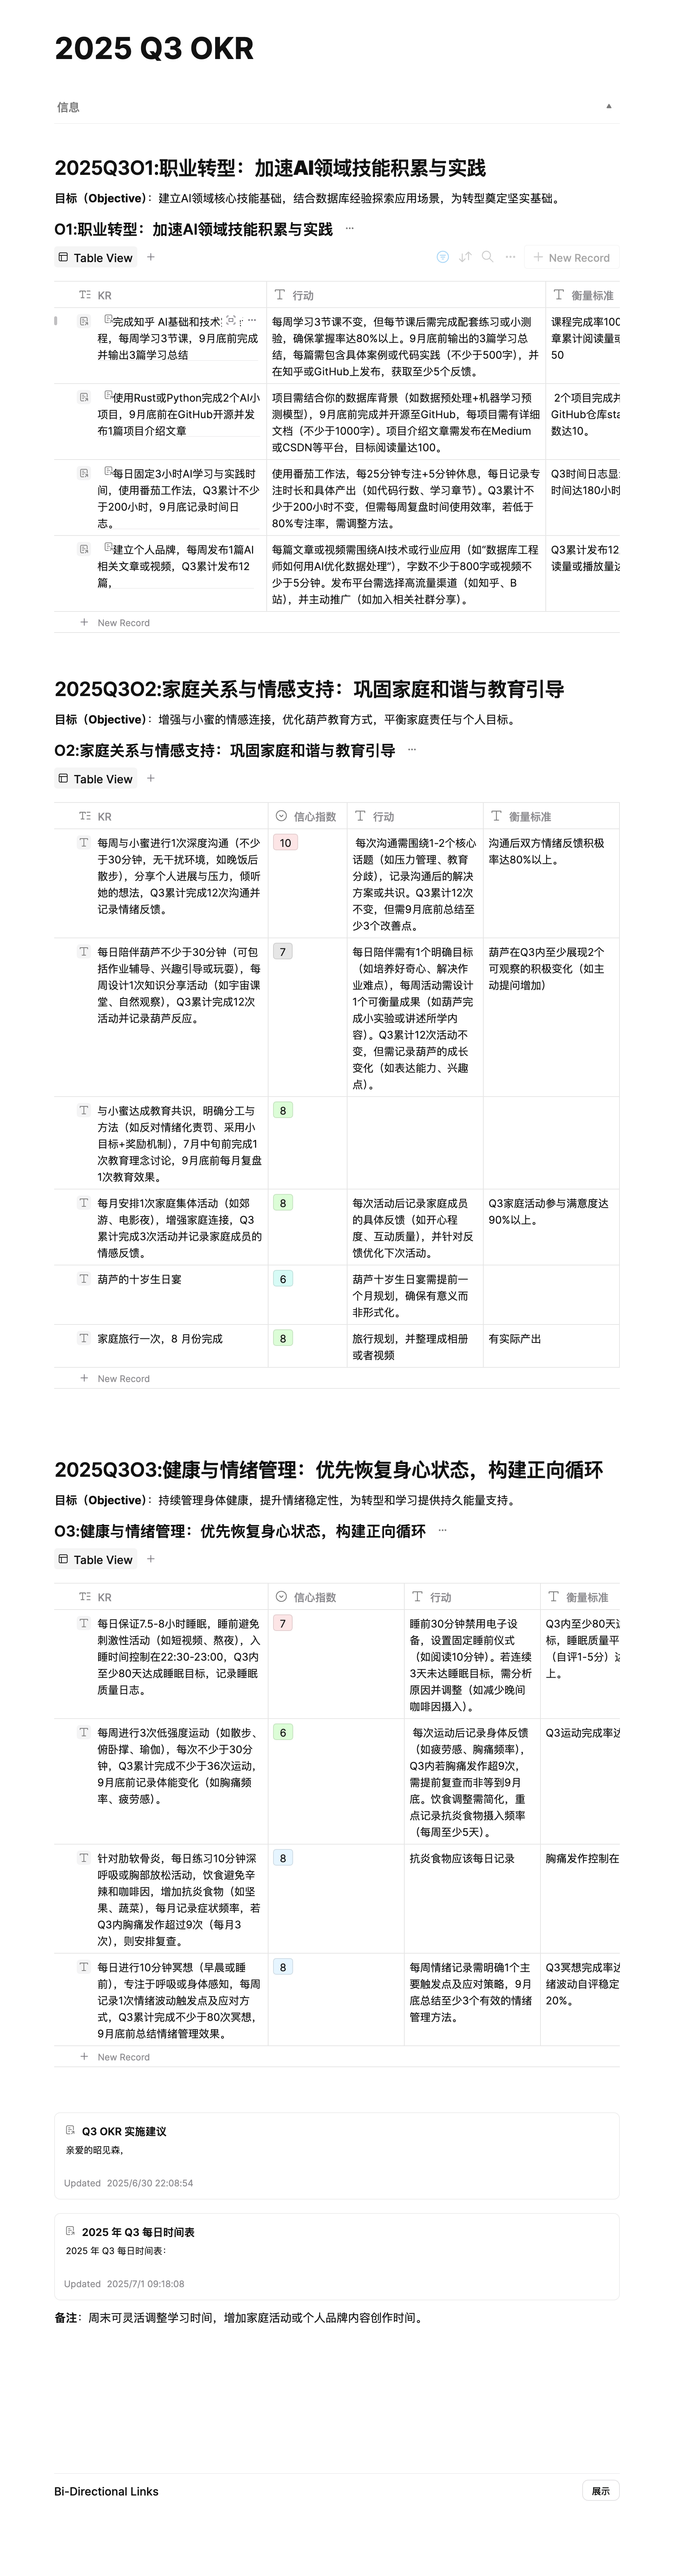 2025 Q3 OKR
信息
2025Q3O1:职业转型：加速AI领域技能积累与实践
目标（Objective）：建立AI领域核心技能基础，结合数据库经验探索应用场景，为转型奠定坚实基础。
O1:职业转型：加速AI领域技能积累与实践
Table View
New Record
KR
行动
衡量标准
完成知乎 AI基础和技术
程，每周学习3节课，9月底前完成
并输出3篇学习总结
每周学习3节课不变，但每节课后需完成配套练习或小测
验，确保掌握率达80%以上。9月底前输出的3篇学习总
结，每篇需包含具体案例或代码实践（不少于500字），并
在知乎或GitHub上发布，获取至少5个反馈。
课程完成率100
章累计阅读量或
50
使用Rust或Python完成2个AI小
项目，9月底前在GitHub开源并发
布1篇项目介绍文章
项目需结合你的数据库背景（如数据预处理+机器学习预
测模型），9月底前完成并开源至GitHub，每项目需有详细
文档（不少于1000字）。项目介绍文章需发布在Medium
或CSDN等平台，目标阅读量达100。
2个项目完成并
GitHub仓库sta
数达10。
每日固定3小时AI学习与实践时
间，使用番茄工作法，Q3累计不少
于200小时，9月底记录时间日
志。
使用番茄工作法，每25分钟专注+5分钟休息，每日记录专
注时长和具体产出（如代码行数、学习章节）。Q3累计不
少于200小时不变，但需每周复盘时间使用效率，若低于
80%专注率，需调整方法。
Q3时间日志显
时间达180小时
建立个人品牌，每周发布1篇AI
相关文章或视频，Q3累计发布12
篇，
每篇文章或视频需围绕AI技术或行业应用（如“数据库工程
师如何用AI优化数据处理”），字数不少于800字或视频不
少于5分钟。发布平台需选择高流量渠道（如知乎、B
站），并主动推广（如加入相关社群分享）。
Q3累计发布12
读量或播放量达
New Record
2025Q3O2:家庭关系与情感支持：巩固家庭和谐与教育引导
目标（Objective）：增强与小蜜的情感连接，优化葫芦教育方式，平衡家庭责任与个人目标。
O2:家庭关系与情感支持：巩固家庭和谐与教育引导
Table View
KR
信心指数
行动
衡量标准
每周与小蜜进行1次深度沟通（不少
于30分钟，无干扰环境，如晚饭后
散步），分享个人进展与压力，倾听
她的想法，Q3累计完成12次沟通并
记录情绪反馈。
10
每次沟通需围绕1-2个核心
话题（如压力管理、教育
分歧），记录沟通后的解决
方案或共识。Q3累计12次
不变，但需9月底前总结至
少3个改善点。
沟通后双方情绪反馈积极
率达80%以上。
每日陪伴葫芦不少于30分钟（可包
括作业辅导、兴趣引导或玩耍），每
周设计1次知识分享活动（如宇宙课
堂、自然观察），Q3累计完成12次
活动并记录葫芦反应。
7
每日陪伴需有1个明确目标
（如培养好奇心、解决作
业难点），每周活动需设计
1个可衡量成果（如葫芦完
成小实验或讲述所学内
容）。Q3累计12次活动不
变，但需记录葫芦的成长
变化（如表达能力、兴趣
点）。
葫芦在Q3内至少展现2个
可观察的积极变化（如主
动提问增加）
与小蜜达成教育共识，明确分工与
方法（如反对情绪化责罚、采用小
目标+奖励机制），7月中旬前完成1
次教育理念讨论，9月底前每月复盘
1次教育效果。
8
每月安排1次家庭集体活动（如郊
游、电影夜），增强家庭连接，Q3
累计完成3次活动并记录家庭成员的
情感反馈。
8
每次活动后记录家庭成员
的具体反馈（如开心程
度、互动质量），并针对反
馈优化下次活动。
Q3家庭活动参与满意度达
90%以上。
葫芦的十岁生日宴
6
葫芦十岁生日宴需提前一
个月规划，确保有意义而
非形式化。
家庭旅行一次，8 月份完成
8
旅行规划，并整理成相册
或者视频
有实际产出
New Record
2025Q3O3:健康与情绪管理：优先恢复身心状态，构建正向循环
目标（Objective）：持续管理身体健康，提升情绪稳定性，为转型和学习提供持久能量支持。
O3:健康与情绪管理：优先恢复身心状态，构建正向循环
Table View
KR
信心指数
行动
衡量标准
每日保证7.5-8小时睡眠，睡前避免
刺激性活动（如短视频、熬夜），入
睡时间控制在22:30-23:00，Q3内
至少80天达成睡眠目标，记录睡眠
质量日志。
7
睡前30分钟禁用电子设
备，设置固定睡前仪式
（如阅读10分钟）。若连续
3天未达睡眠目标，需分析
原因并调整（如减少晚间
咖啡因摄入）。
Q3内至少80天达
标，睡眠质量平
（自评1-5分）达
上。
每周进行3次低强度运动（如散步、
俯卧撑、瑜伽），每次不少于30分
钟，Q3累计完成不少于36次运动，
9月底前记录体能变化（如胸痛频
率、疲劳感）。
6
每次运动后记录身体反馈
（如疲劳感、胸痛频率），
Q3内若胸痛发作超9次，
需提前复查而非等到9月
底。饮食调整需简化，重
点记录抗炎食物摄入频率
（每周至少5天）。
Q3运动完成率达
针对肋软骨炎，每日练习10分钟深
呼吸或胸部放松活动，饮食避免辛
辣和咖啡因，增加抗炎食物（如坚
果、蔬菜），每月记录症状频率，若
Q3内胸痛发作超过9次（每月3
次），则安排复查。
8
抗炎食物应该每日记录
胸痛发作控制在
每日进行10分钟冥想（早晨或睡
前），专注于呼吸或身体感知，每周
记录1次情绪波动触发点及应对方
式，Q3累计完成不少于80次冥想，
9月底前总结情绪管理效果。
8
每周情绪记录需明确1个主
要触发点及应对策略，9月
底总结至少3个有效的情绪
管理方法。
Q3冥想完成率达
绪波动自评稳定
20%。
New Record
Q3 OKR 实施建议
亲爱的昭见森，
Updated 2025/6/30 22:08:54
2025 年 Q3 每日时间表
2025 年 Q3 每日时间表：
Updated 2025/7/1 09:18:08
备注：周末可灵活调整学习时间，增加家庭活动或个人品牌内容创作时间。
Bi-Directional Links
展示